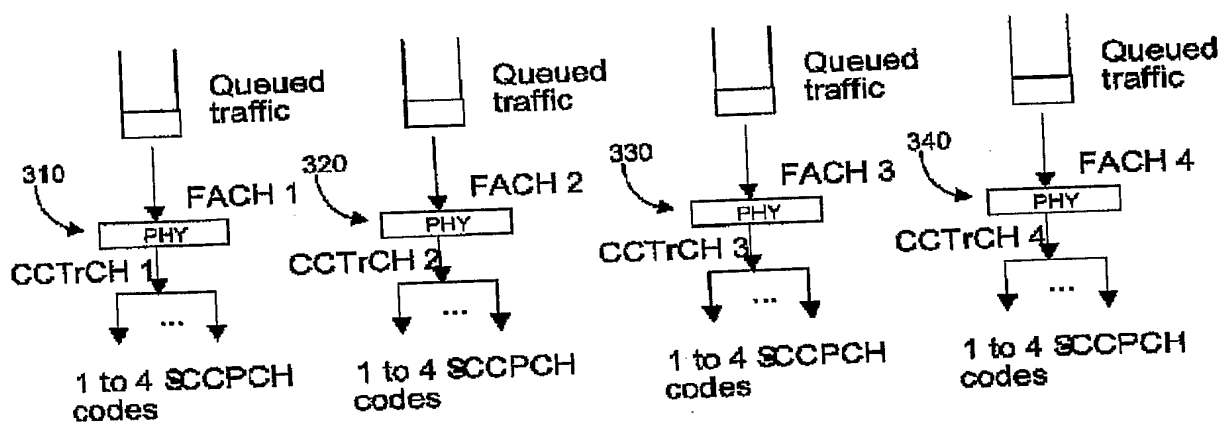 Queued
traffic
Queued
traffic
Queued
traffic
Queued
traffic
310
320
330
340
FACH 1
FACH 2
FACH 3
FACH 4
PHY
PHY
PHY
PHY
CCTrCH 1
CCTrCH 2
CCTrCH 3
CCTrCH 4
...
...
...
...
1 to 4 SCCPCH
codes
1 to 4 SCCPCH
codes
1 to 4 SCCPCH
codes
1 to 4 SCCPCH
codes